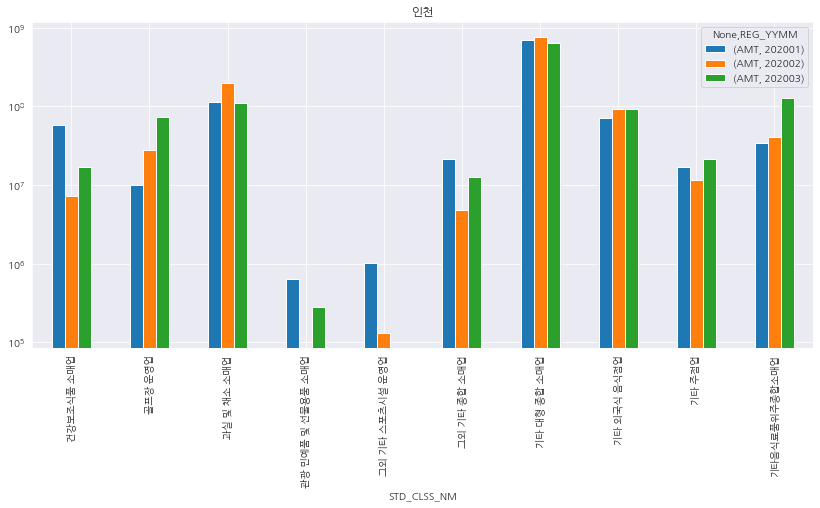 인천
None,REG_YYMM
(AMT, 202001)
(AMT, 202002)
(AMT, 202003)
10⁹
10⁸
10⁷
10⁶
10⁵
건강보조식품 소매업
골프장 운영업
과실 및 채소 소매업
관광 민예품 및 선물용품 소매업
그외 기타 스포츠시설 운영업
그외 기타 종합 소매업
기타 대형 종합 소매업
기타 외국식 음식점업
기타 주점업
기타음식료품위주종합소매업
STD_CLSS_NM